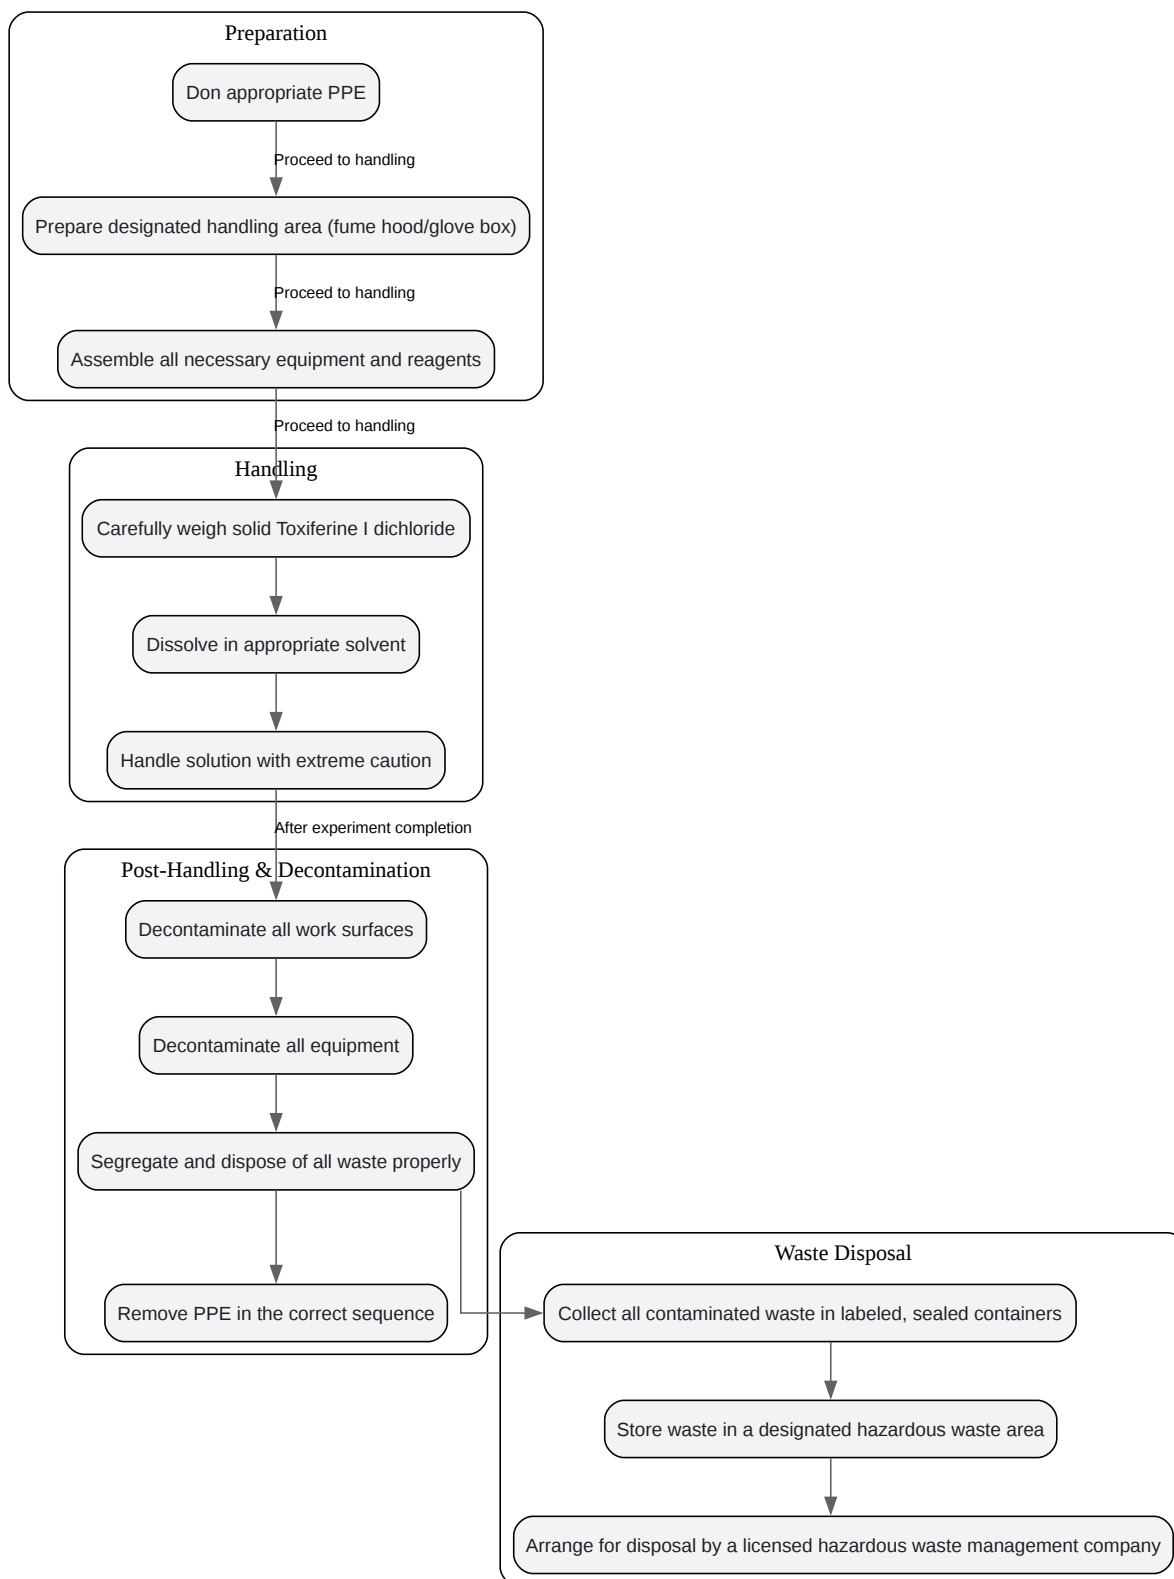 Preparation
Don appropriate PPE
Proceed to handling
Prepare designated handling area (fume hood/glove box)
Proceed to handling
Assemble all necessary equipment and reagents
Proceed to handling
Handling
Carefully weigh solid Toxiferine I dichloride
Dissolve in appropriate solvent
Handle solution with extreme caution
After experiment completion
Post-Handling & Decontamination
Decontaminate all work surfaces
Decontaminate all equipment
Segregate and dispose of all waste properly
Remove PPE in the correct sequence
Waste Disposal
Collect all contaminated waste in labeled, sealed containers
Store waste in a designated hazardous waste area
Arrange for disposal by a licensed hazardous waste management company